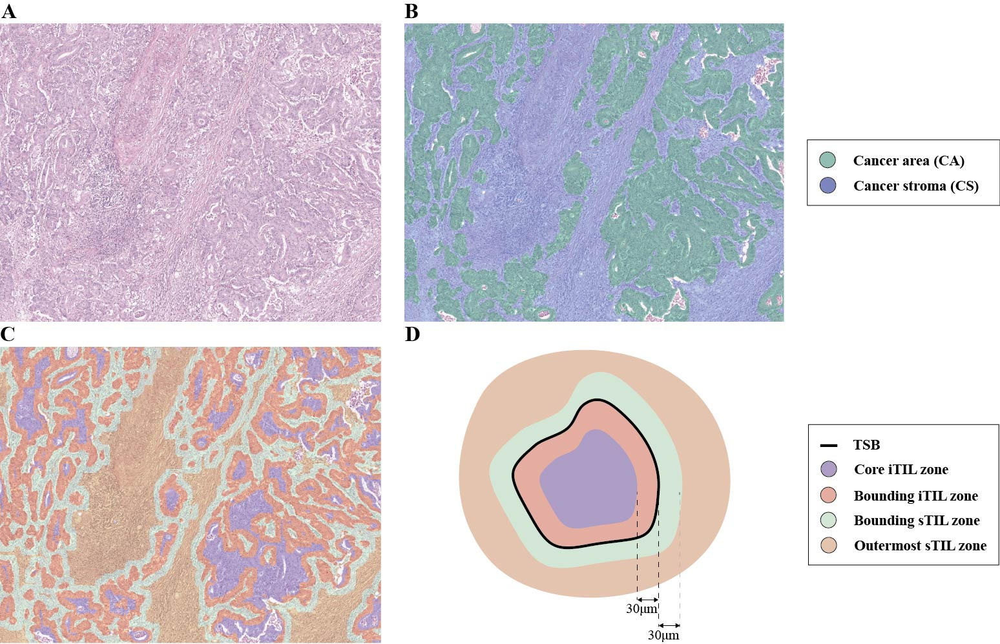 A
B
Cancer area (CA)
Cancer stroma (CS)
C
D
TSB
Core iTIL zone
Bounding iTIL zone
Bounding sTIL zone
Outermost sTIL zone
30μm
30μm